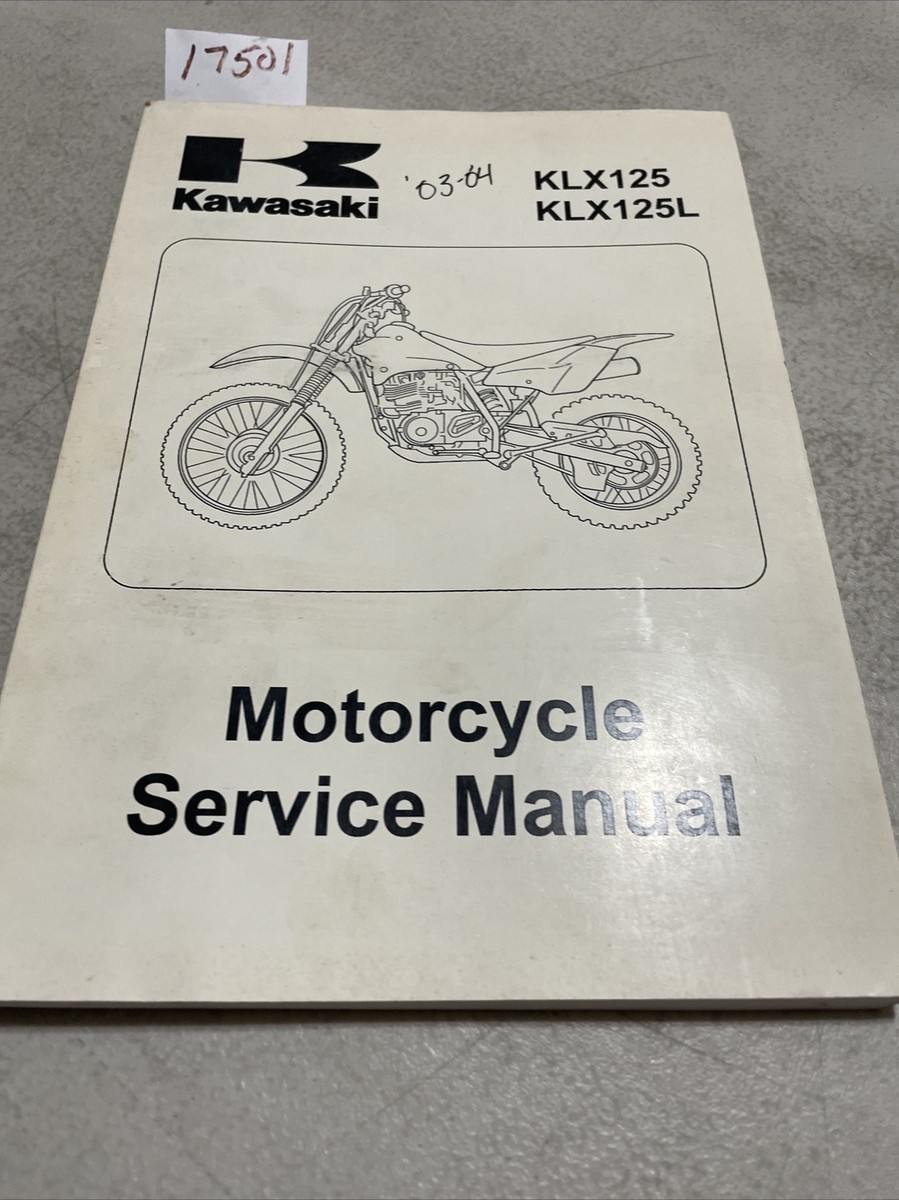 17501
Kawasaki
'03-04
KLX125
KLX125L
Motorcycle
Service Manual